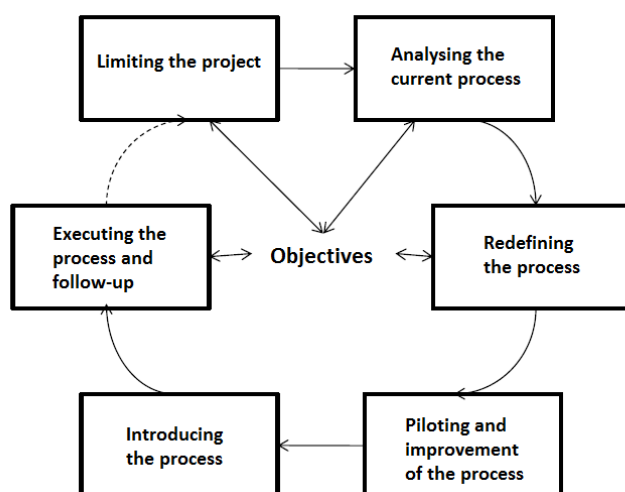 Limiting the project
Analysing the
current process
Executing the
process and
follow-up
Objectives
Redefining
the process
Introducing
the process
Piloting and
improvement
of the process